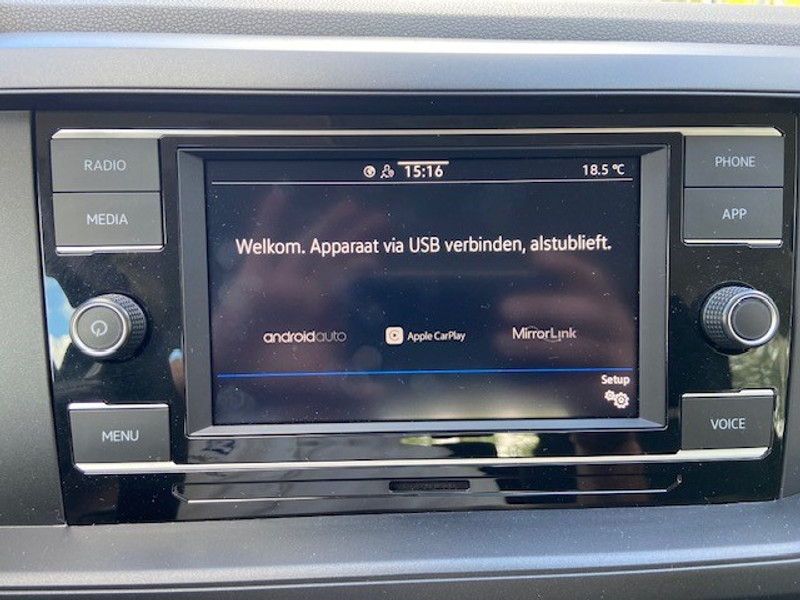 RADIO
MEDIA
MENU
15:16
18.5 °C
Welkom. Apparaat via USB verbinden, alstublieft.
androidauto
Apple CarPlay
MirrorLink
Setup
PHONE
APP
VOICE